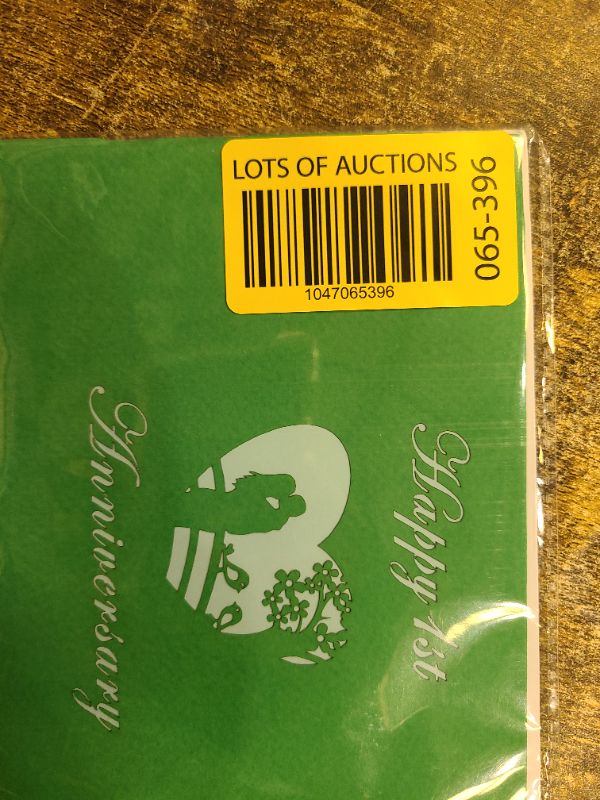 LOTS OF AUCTIONS
1047065396
065-396
Happy 1st
Anniversary